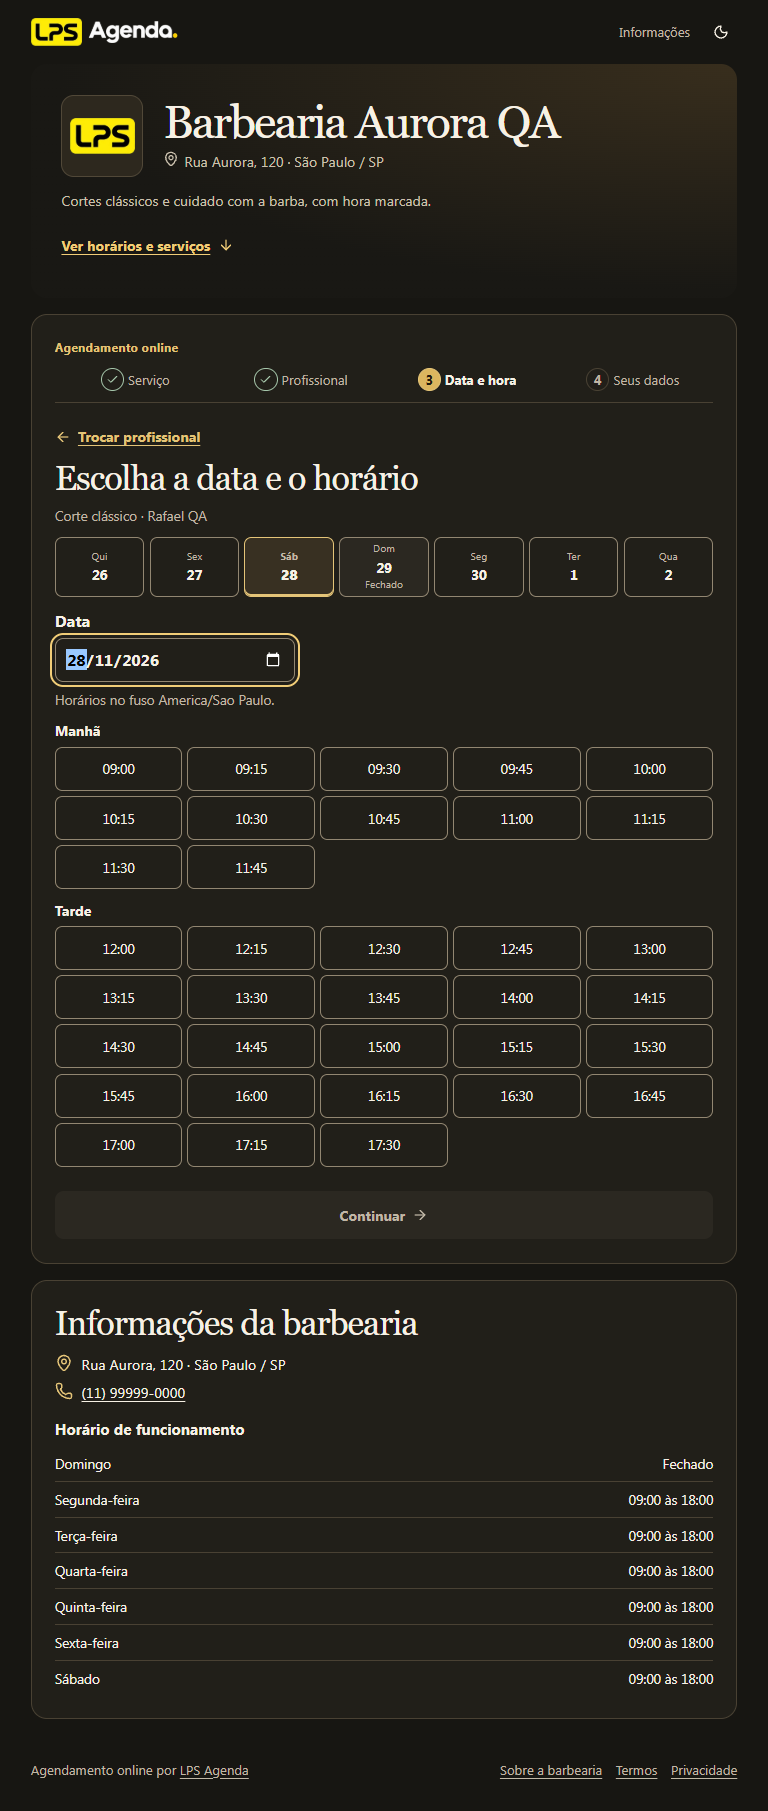 LPS Agenda.
Informações
LPS
Barbearia Aurora QA
Rua Aurora, 120 · São Paulo / SP
Cortes clássicos e cuidado com a barba, com hora marcada.
Ver horários e serviços
Agendamento online
Serviço
Profissional
3 Data e hora
4 Seus dados
Trocar profissional
Escolha a data e o horário
Corte clássico · Rafael QA
Qui Sex Sáb Dom Seg Ter Qua
26 27 28 29 30 1 2
Fechado
Data
28/11/2026
Horários no fuso America/Sao Paulo.
Manhã
09:00 09:15 09:30 09:45 10:00
10:15 10:30 10:45 11:00 11:15
11:30 11:45
Tarde
12:00 12:15 12:30 12:45 13:00
13:15 13:30 13:45 14:00 14:15
14:30 14:45 15:00 15:15 15:30
15:45 16:00 16:15 16:30 16:45
17:00 17:15 17:30
Continuar
Informações da barbearia
Rua Aurora, 120 · São Paulo / SP
(11) 99999-0000
Horário de funcionamento
Domingo Fechado
Segunda-feira 09:00 às 18:00
Terça-feira 09:00 às 18:00
Quarta-feira 09:00 às 18:00
Quinta-feira 09:00 às 18:00
Sexta-feira 09:00 às 18:00
Sábado 09:00 às 18:00
Agendamento online por LPS Agenda
Sobre a barbearia Termos Privacidade